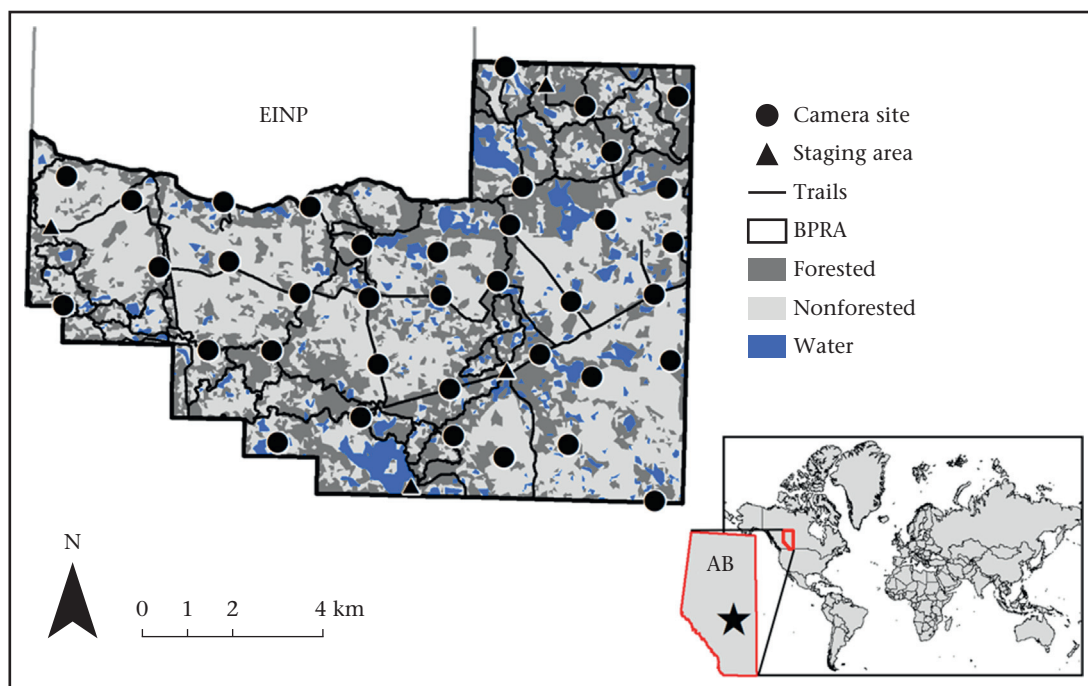 EINP
Camera site
Staging area
Trails
BPRA
Forested
Nonforested
Water
N
0 1 2 4 km
AB